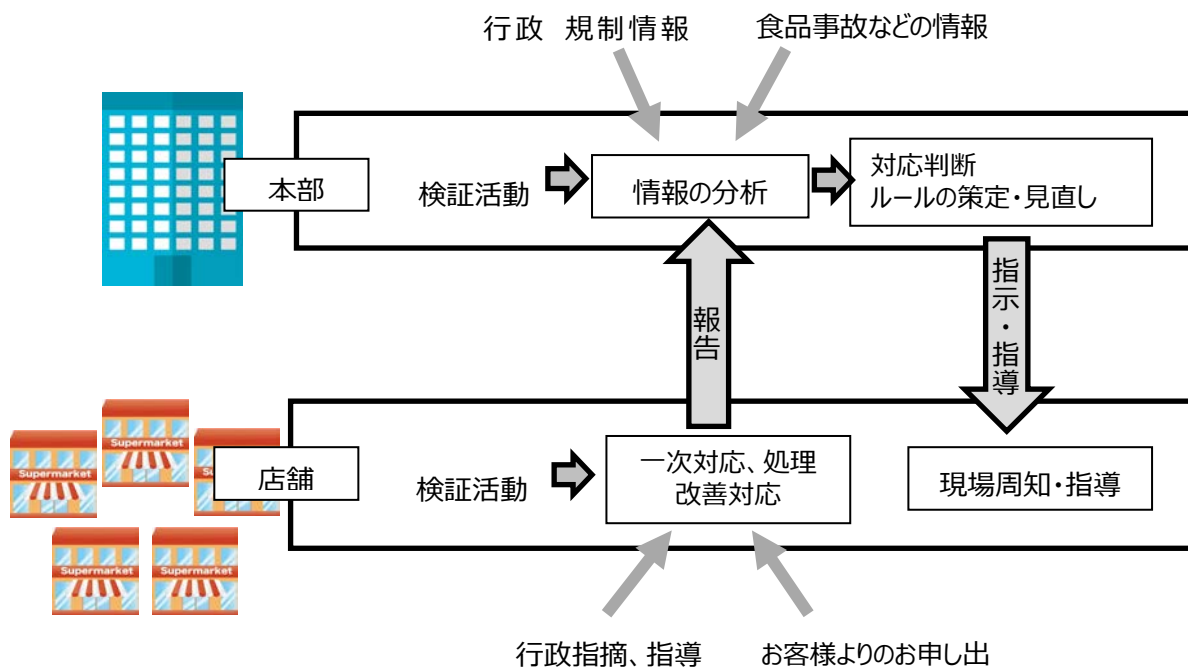 行政 規制情報
食品事故などの情報
本部
検証活動
情報の分析
対応判断
ルールの策定・見直し
報告
指示・指導
Supermarket
Supermarket
Supermarket
店舗
検証活動
一次対応、処理
改善対応
現場周知・指導
Supermarket
Supermarket
行政指摘、指導
お客様よりのお申し出